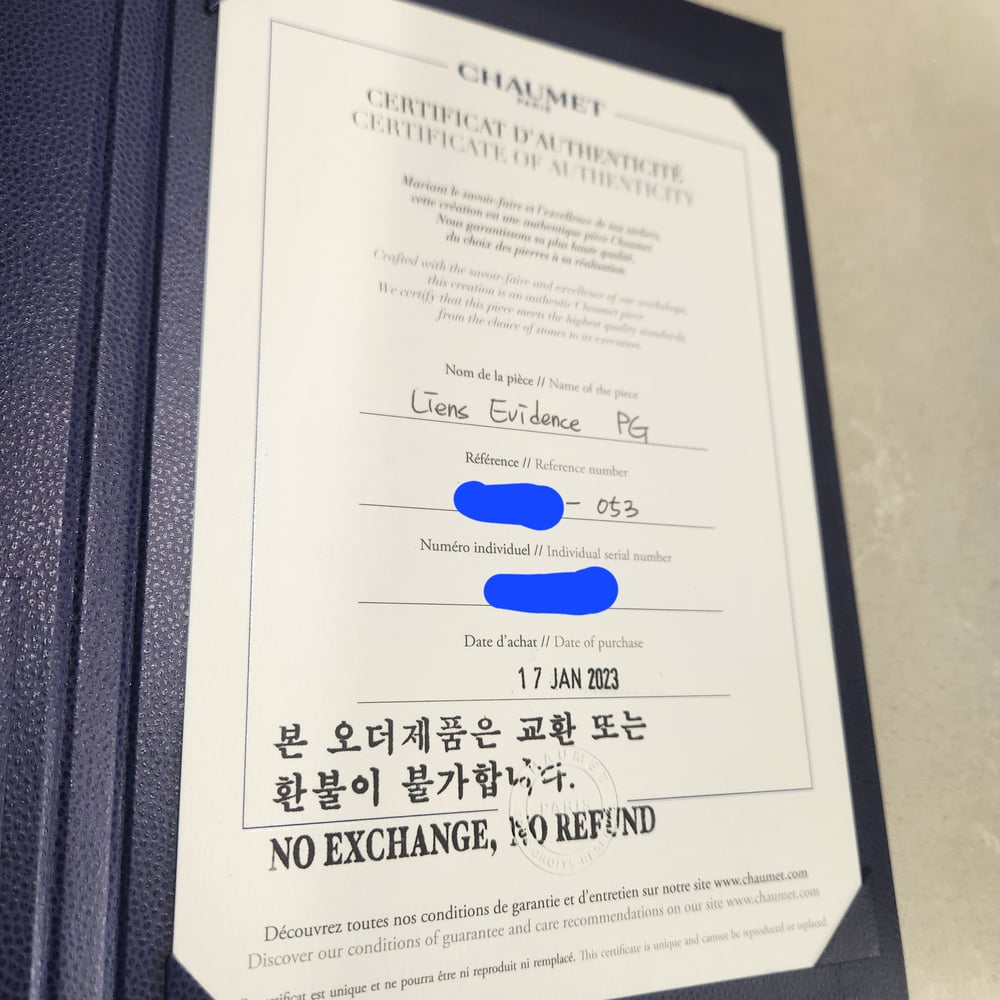 CHAUMET
PARIS
CERTIFICAT D'AUTHENTICITÉ
CERTIFICATE OF AUTHENTICITY
Mariant le savoir-faire et l'excellence de nos ateliers,
cette création est une authentique pièce Chaumet
Nous garantissons sa plus haute qualité,
du choix des pierres à sa réalisation.
Crafted with the savoir-faire and excellence of our workshops
this creation is an authentic Chaumet piece
We certify that this piece meets the highest quality standards,
from the choice of stones to its execution.
Nom de la pièce // Name of the piece
Liens Evidence PG
Référence // Reference number
- 053
Numéro individuel // Individual serial number
Date d'achat // Date of purchase
17 JAN 2023
본 오더제품은 교환 또는
환불이 불가합니다.
NO EXCHANGE, NO REFUND
CHAUMET
PARIS
Découvrez toutes nos conditions de garantie et d'entretien sur notre site www.chaumet.com
Discover our conditions of guarantee and care recommendations on our site www.chaumet.com
est unique et ne pourra être ni reproduit ni remplacé. This certificate is unique and cannot be reproduced or replaced